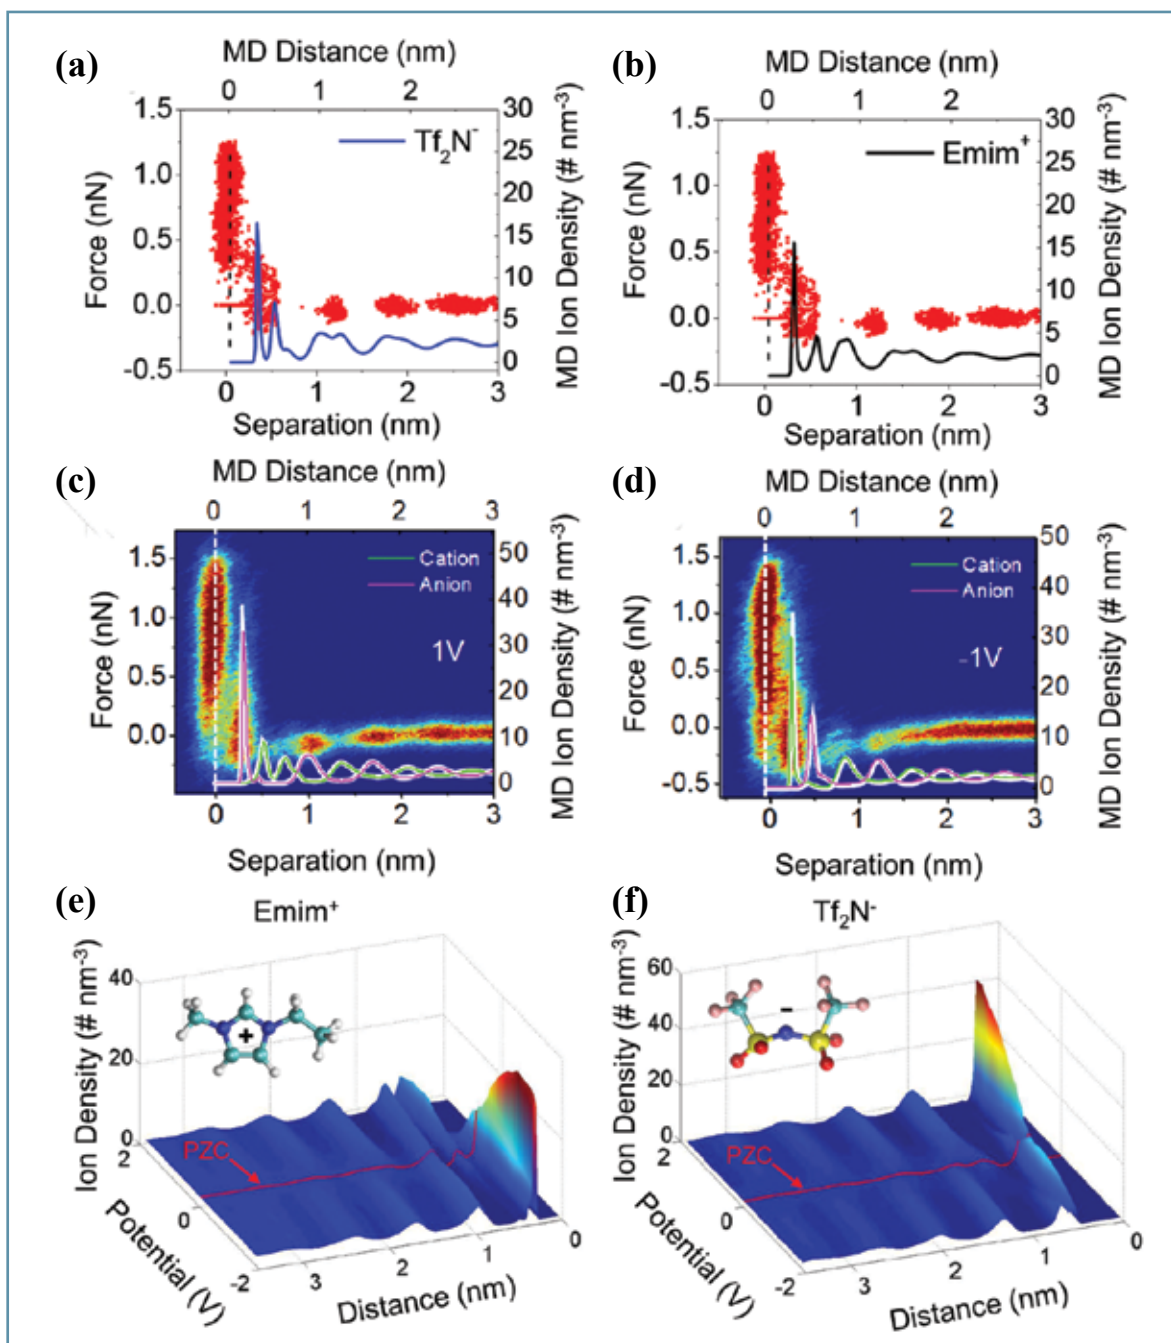 (a)
MD Distance (nm)
0 1 2
Force (nN)
1.5
1.0
0.5
0.0
-0.5
Tf₂N⁻
30
25
20
15
10
5
0
MD Ion Density (# nm⁻³)
0 1 2 3
Separation (nm)
(b)
MD Distance (nm)
0 1 2
Force (nN)
1.5
1.0
0.5
0.0
-0.5
Emim⁺
30
25
20
15
10
5
0
MD Ion Density (# nm⁻³)
0 1 2 3
Separation (nm)
(c)
MD Distance (nm)
0 1 2 3
Force (nN)
1.5
1.0
0.5
0.0
Cation
Anion
1V
50
40
30
20
10
0
MD Ion Density (# nm⁻³)
0 1 2 3
Separation (nm)
(d)
MD Distance (nm)
0 1 2
Force (nN)
1.5
1.0
0.5
0.0
-0.5
Cation
Anion
-1V
50
40
30
20
10
0
MD Ion Density (# nm⁻³)
0 1 2 3
Separation (nm)
(e)
Emim⁺
Ion Density (# nm⁻³)
40
20
0
+
PZC
2
0
-2
Potential (V)
3 2 1 0
Distance (nm)
(f)
Tf₂N⁻
Ion Density (# nm⁻³)
60
40
20
0
-
PZC
2
0
-2
Potential (V)
3 2 1 0
Distance (nm)